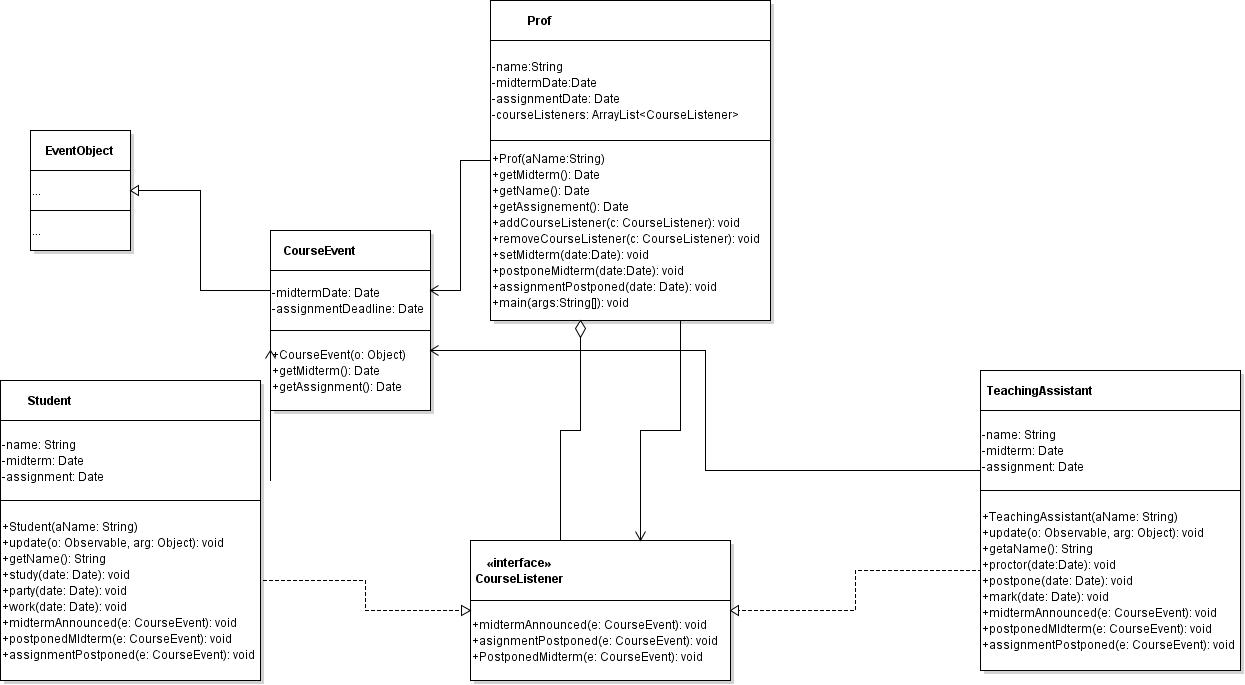 Prof
-name:String
-midtermDate:Date
-assignmentDate: Date
-courseListeners: ArrayList<CourseListener>
+Prof(aName:String)
+getMidterm(): Date
+getName(): Date
+getAssignement(): Date
+addCourseListener(c: CourseListener): void
+removeCourseListener(c: CourseListener): void
+setMidterm(date:Date): void
+postponeMidterm(date:Date): void
+assignmentPostponed(date: Date): void
+main(args:String[]): void
EventObject
...
...
CourseEvent
-midtermDate: Date
-assignmentDeadline: Date
+CourseEvent(o: Object)
+getMidterm(): Date
+getAssignment(): Date
Student
-name: String
-midterm: Date
-assignment: Date
+Student(aName: String)
+update(o: Observable, arg: Object): void
+getName(): String
+study(date: Date): void
+party(date: Date): void
+work(date: Date): void
+midtermAnnounced(e: CourseEvent): void
+postponedMIdterm(e: CourseEvent): void
+assignmentPostponed(e: CourseEvent): void
«interface»
CourseListener
+midtermAnnounced(e: CourseEvent): void
+asignmentPostponed(e: CourseEvent): void
+PostponedMidterm(e: CourseEvent): void
TeachingAssistant
-name: String
-midterm: Date
-assignment: Date
+TeachingAssistant(aName: String)
+update(o: Observable, arg: Object): void
+getaName(): String
+proctor(date:Date): void
+postpone(date: Date): void
+mark(date: Date): void
+midtermAnnounced(e: CourseEvent): void
+postponedMIdterm(e: CourseEvent): void
+assignmentPostponed(e: CourseEvent): void